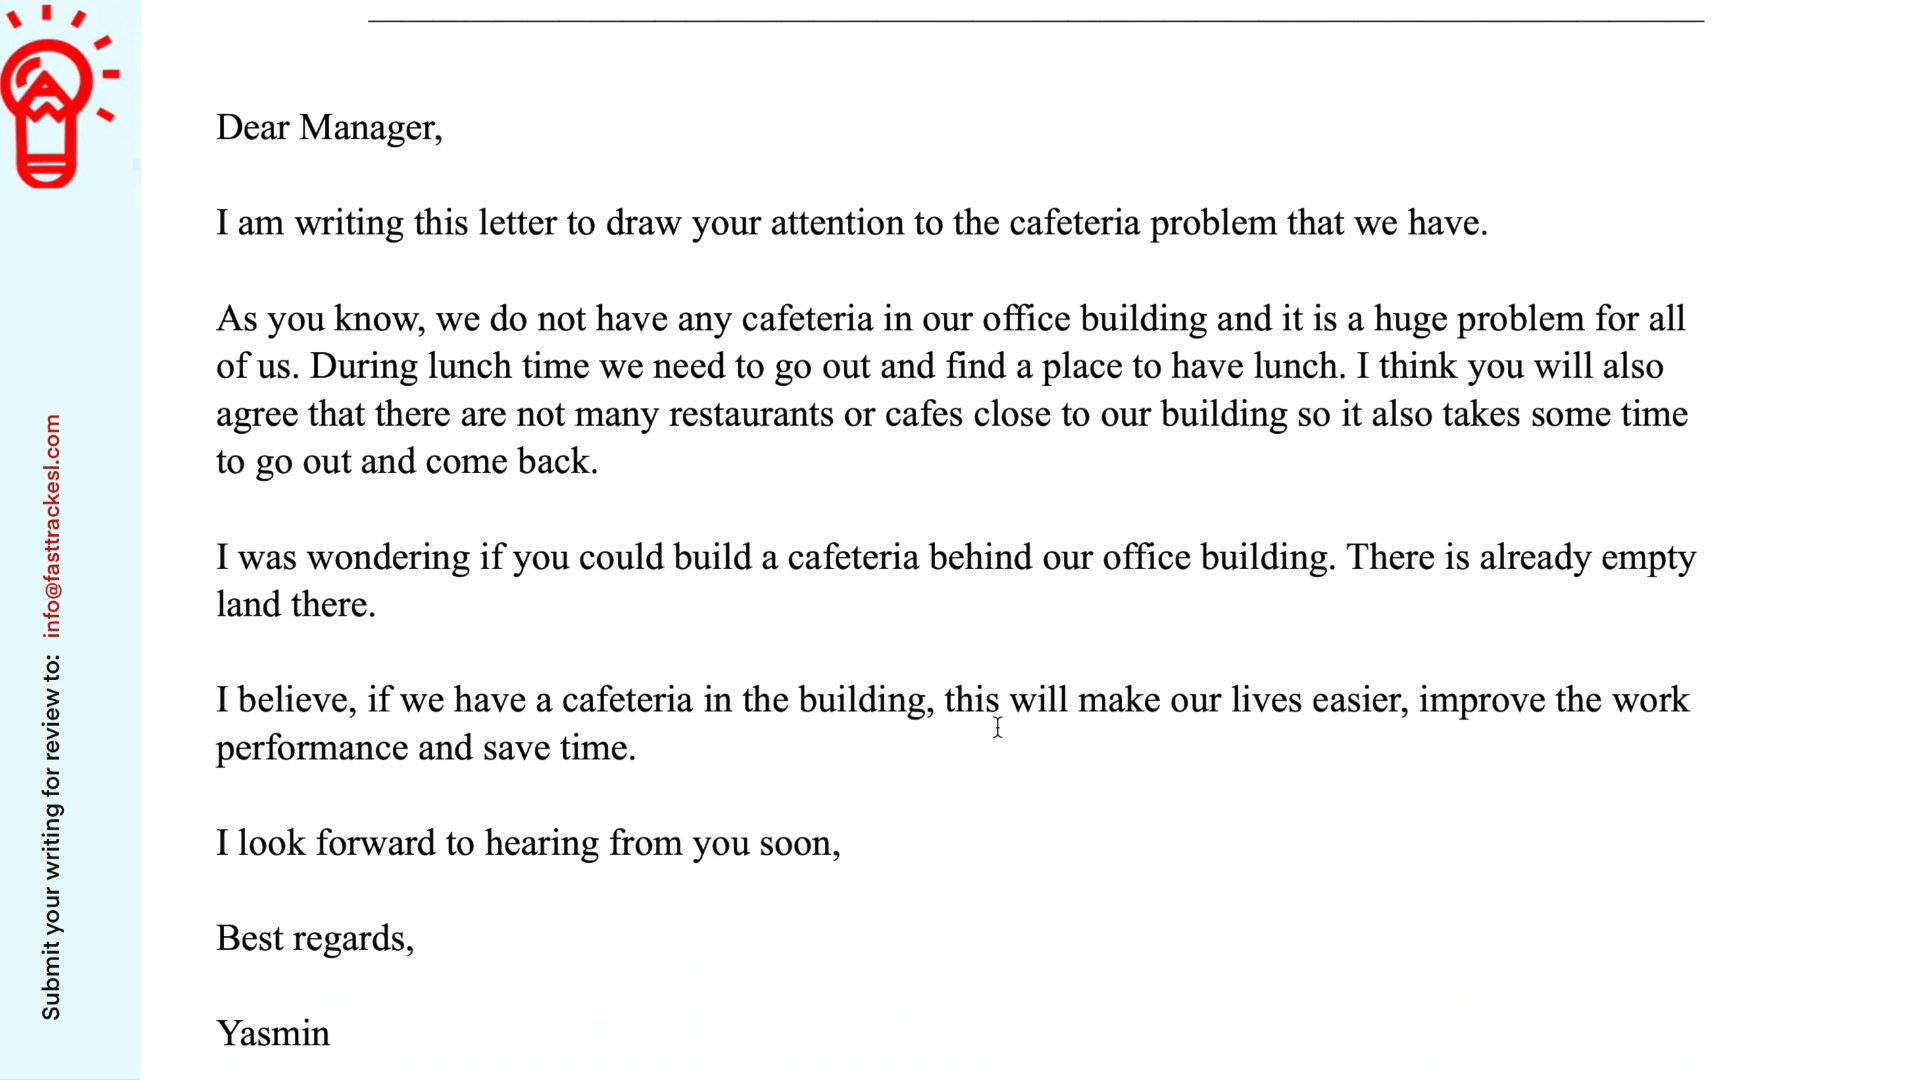 Dear Manager,
I am writing this letter to draw your attention to the cafeteria problem that we have.
As you know, we do not have any cafeteria in our office building and it is a huge problem for all
of us. During lunch time we need to go out and find a place to have lunch. I think you will also
agree that there are not many restaurants or cafes close to our building so it also takes some time
to go out and come back.
I was wondering if you could build a cafeteria behind our office building. There is already empty
land there.
I believe, if we have a cafeteria in the building, this will make our lives easier, improve the work
performance and save time.
I look forward to hearing from you soon,
Best regards,
Yasmin
Submit your writing for review to: info@fasttrackesl.com